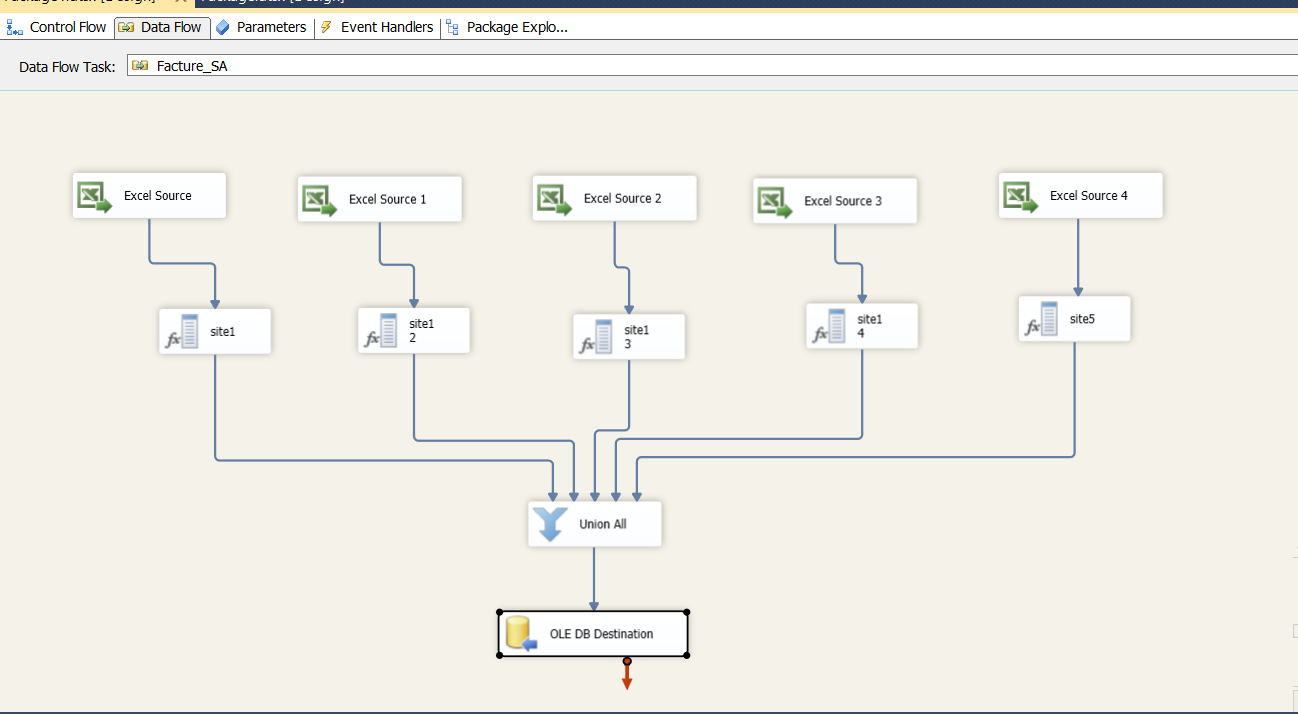 Control Flow Data Flow Parameters Event Handlers Package Explo...
Data Flow Task: Facture_SA
Excel Source
Excel Source 1
Excel Source 2
Excel Source 3
Excel Source 4
site1
site1
2
site1
3
site1
4
site5
Union All
OLE DB Destination